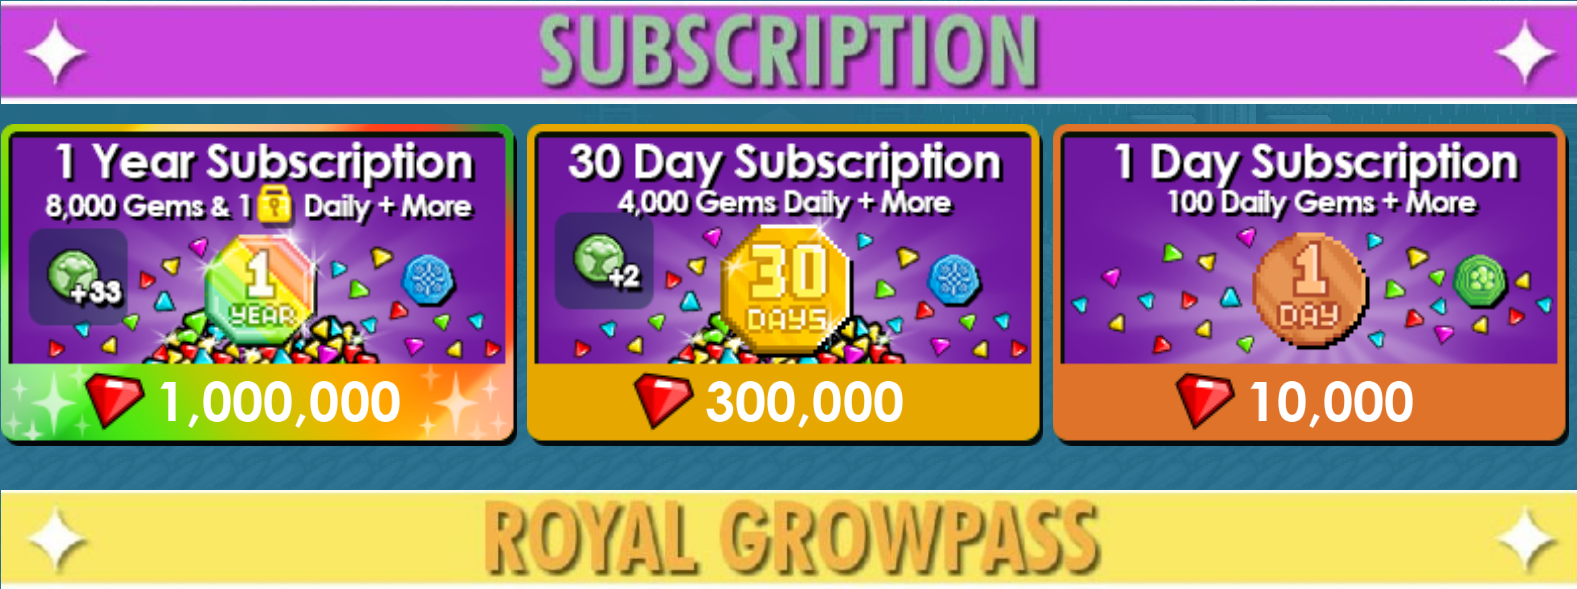 SUBSCRIPTION
1 Year Subscription
8,000 Gems & 1 Daily + More
+33
1
YEAR
1,000,000
30 Day Subscription
4,000 Gems Daily + More
+2
30
DAYS
300,000
1 Day Subscription
100 Daily Gems + More
1
DAY
10,000
ROYAL GROWPASS